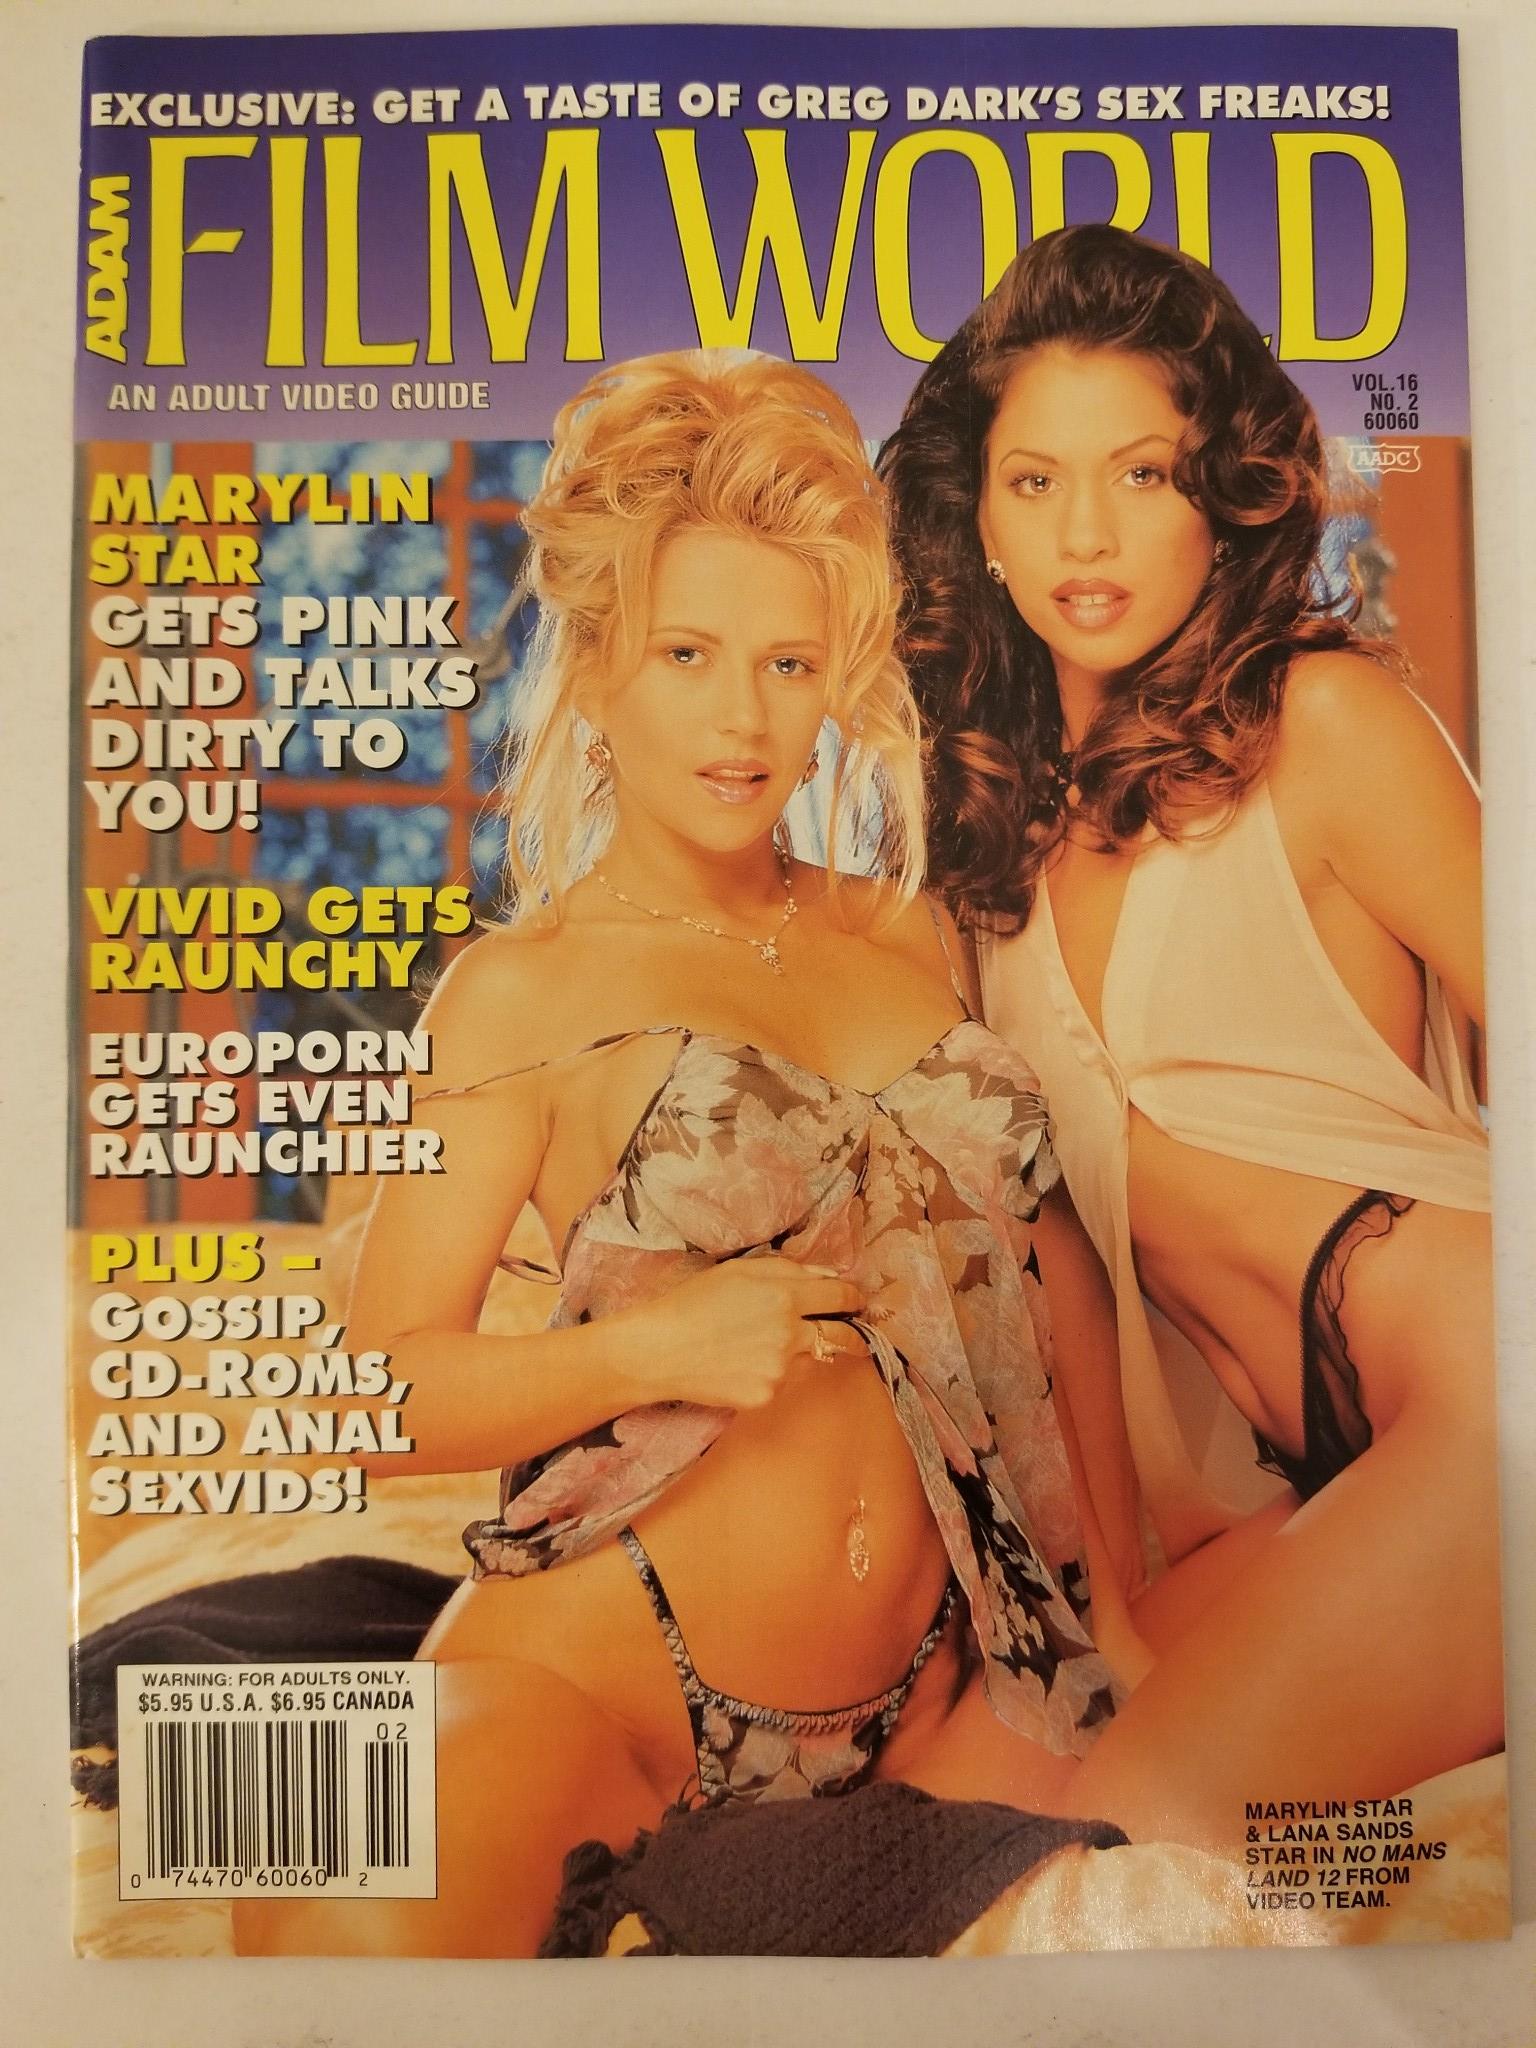 EXCLUSIVE: GET A TASTE OF GREG DARK'S SEX FREAKS!
ADAM
FILM WORLD
AN ADULT VIDEO GUIDE
VOL.16
NO. 2
60060
AADC
MARYLIN
STAR
GETS PINK
AND TALKS
DIRTY TO
YOU!
VIVID GETS
RAUNCHY
EUROPORN
GETS EVEN
RAUNCHIER
PLUS –
GOSSIP,
CD-ROMS,
AND ANAL
SEXVIDS!
WARNING: FOR ADULTS ONLY.
$5.95 U.S.A. $6.95 CANADA
02
0 74470 60060 2
MARYLIN STAR
& LANA SANDS
STAR IN NO MANS
LAND 12 FROM
VIDEO TEAM.